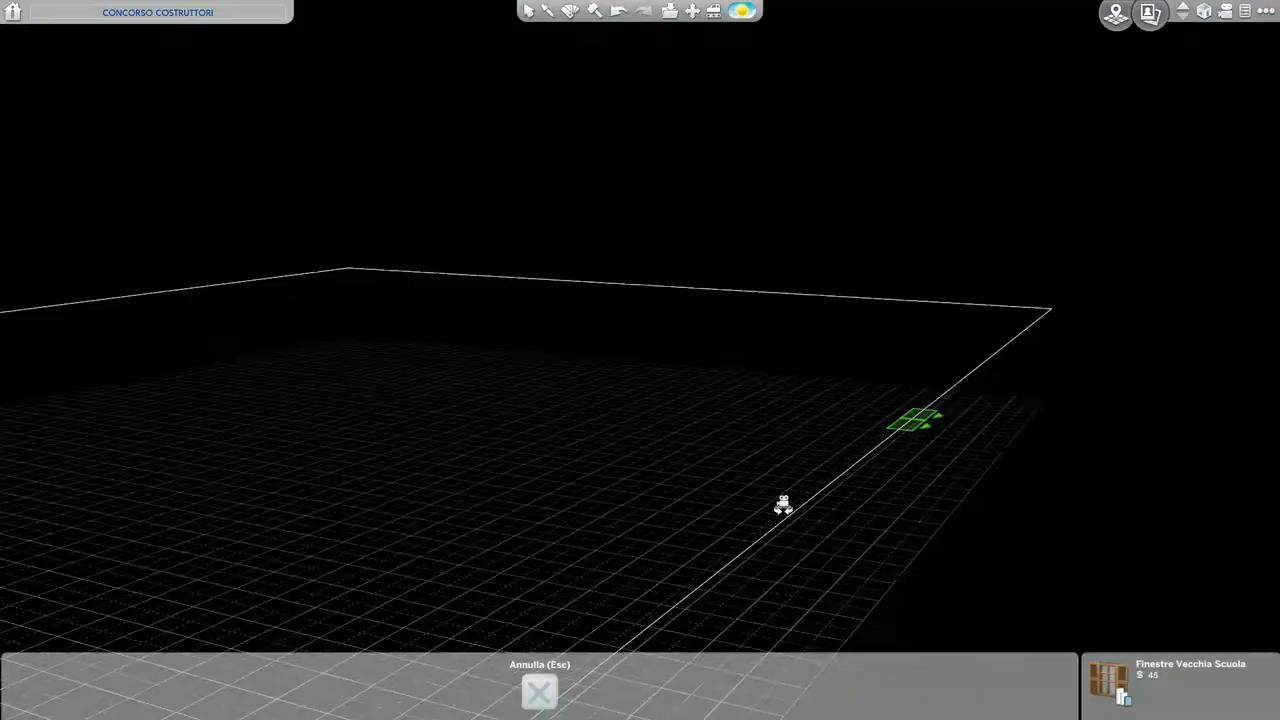 CONCORSO COSTRUTTORI
Annulla (Esc)
Finestre Vecchia Scuola
§ 45